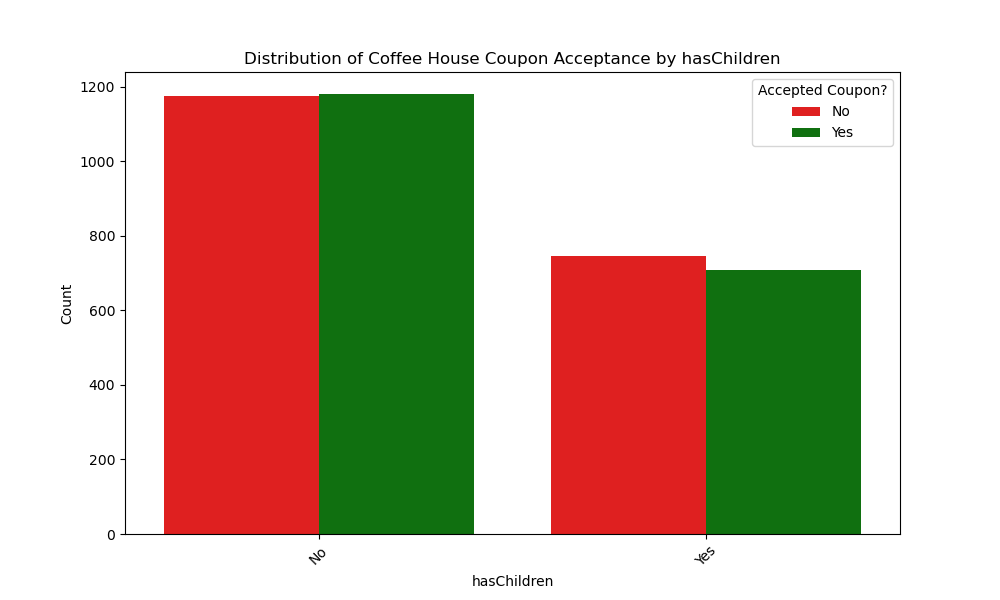 Distribution of Coffee House Coupon Acceptance by hasChildren
Accepted Coupon?
No
Yes
1200
1000
800
600
400
200
0
Count
No
Yes
hasChildren